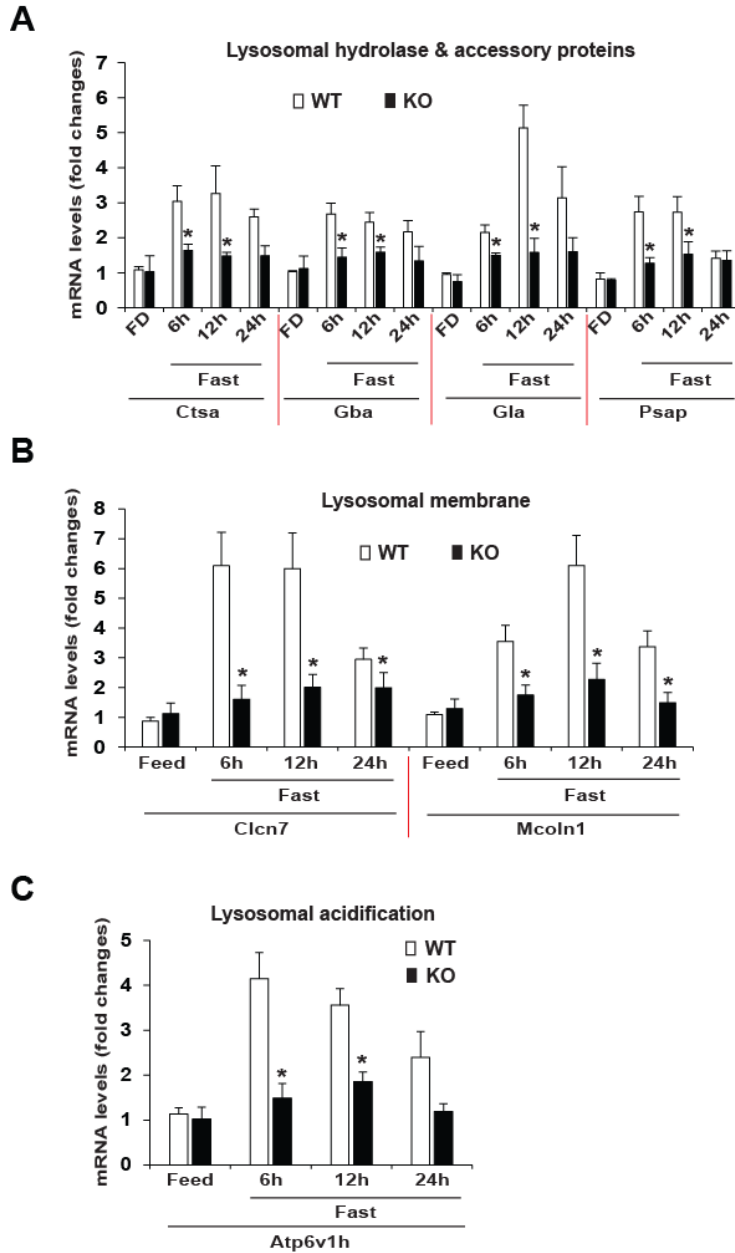 A
Lysosomal hydrolase & accessory proteins
mRNA levels (fold changes)
7
6
5
4
3
2
1
0
WT KO
FD 6h 12h 24h FD 6h 12h 24h FD 6h 12h 24h FD 6h 12h 24h
* * * * * * * *
Fast Fast Fast Fast
Ctsa Gba Gla Psap
B
Lysosomal membrane
mRNA levels (fold changes)
8
7
6
5
4
3
2
1
0
WT KO
* * * * * *
Feed 6h 12h 24h Feed 6h 12h 24h
Fast Fast
Clcn7 Mcoln1
C
Lysosomal acidification
mRNA levels (fold changes)
5
4
3
2
1
0
WT
KO
* *
Feed 6h 12h 24h
Fast
Atp6v1h